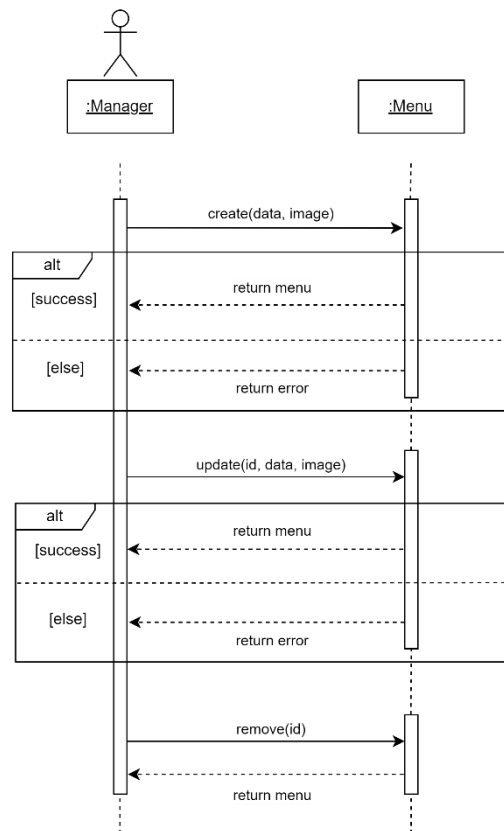 :Manager
:Menu
create(data, image)
alt
return menu
[success]
[else]
return error
update(id, data, image)
alt
return menu
[success]
[else]
return error
remove(id)
return menu